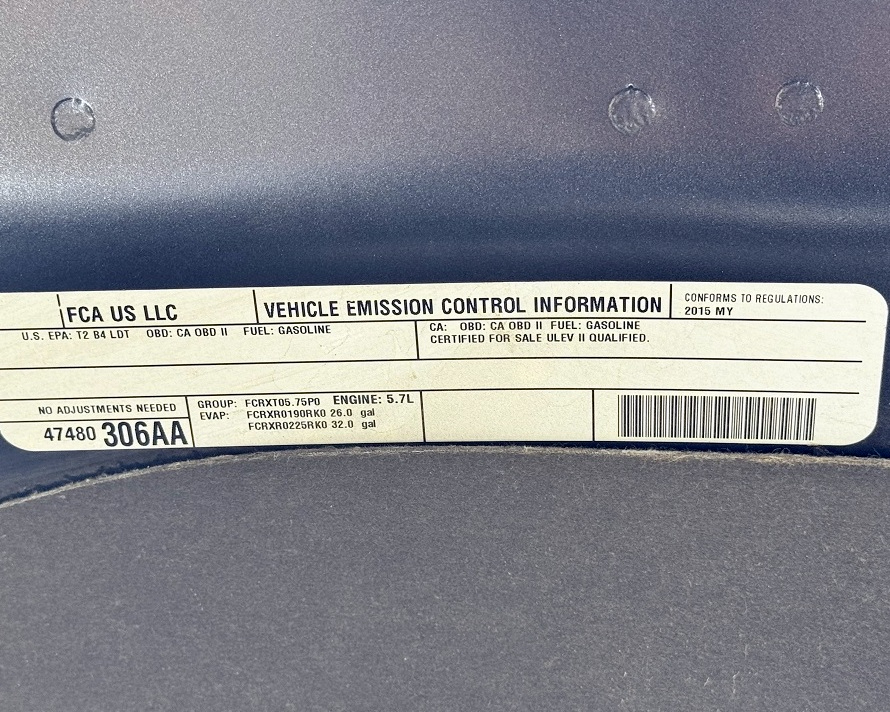 FCA US LLC
VEHICLE EMISSION CONTROL INFORMATION
CONFORMS TO REGULATIONS:
2015 MY
U.S. EPA: T2 B4 LDT OBD: CA OBD II FUEL: GASOLINE
CA: OBD: CA OBD II FUEL: GASOLINE
CERTIFIED FOR SALE ULEV II QUALIFIED.
NO ADJUSTMENTS NEEDED
47480 306AA
GROUP: FCRXT05.75P0 ENGINE: 5.7L
EVAP: FCRXR0190RK0 26.0 gal
FCRXR0225RK0 32.0 gal